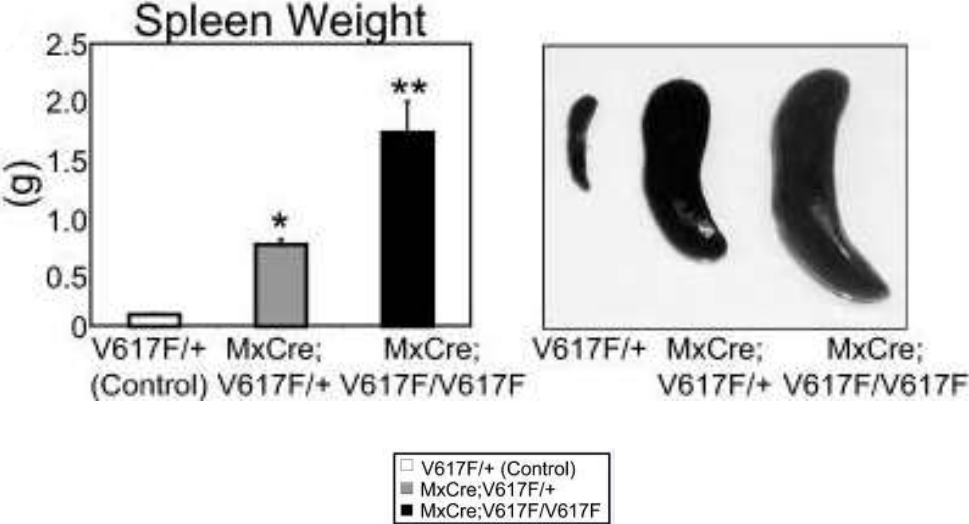 Spleen Weight
2.5
2.0
1.5
1.0
0.5
0
(g)
*
**
V617F/+ MxCre; MxCre;
(Control) V617F/+ V617F/V617F
V617F/+ MxCre; MxCre;
V617F/+ V617F/V617F
V617F/+ (Control)
MxCre;V617F/+
MxCre;V617F/V617F